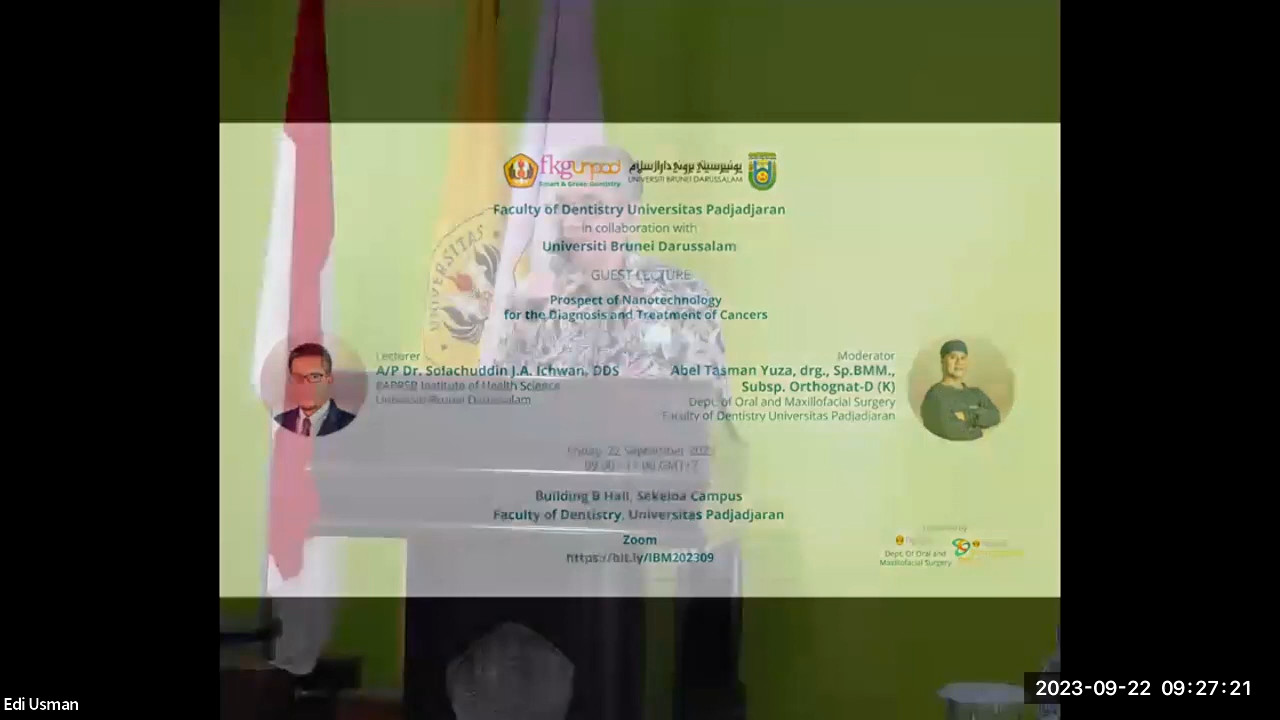 fkgunpad
Smart & Green Dentistry
يونيۏرسيتي بروني دارالسلام
UNIVERSITI BRUNEI DARUSSALAM
Faculty of Dentistry Universitas Padjadjaran
in collaboration with
Universiti Brunei Darussalam
GUEST LECTURE
Prospect of Nanotechnology
for the Diagnosis and Treatment of Cancers
UNIVERSITAS
Lecturer
A/P Dr. Solachuddin J.A. Ichwan, DDS
PAPRSB Institute of Health Science
Universiti Brunei Darussalam
Moderator
Abel Tasman Yuza, drg., Sp.BMM.,
Subsp. Orthognat-D (K)
Dept. of Oral and Maxillofacial Surgery
Faculty of Dentistry Universitas Padjadjaran
Friday, 22 September
Building B Hall, Sekeloa Campus
Faculty of Dentistry, Universitas Padjadjaran
Zoom
https://bit.ly/IBM202309
Dept. Of Oral and
Maxillofacial Surgery
Edi Usman
2023-09-22 09:27:21